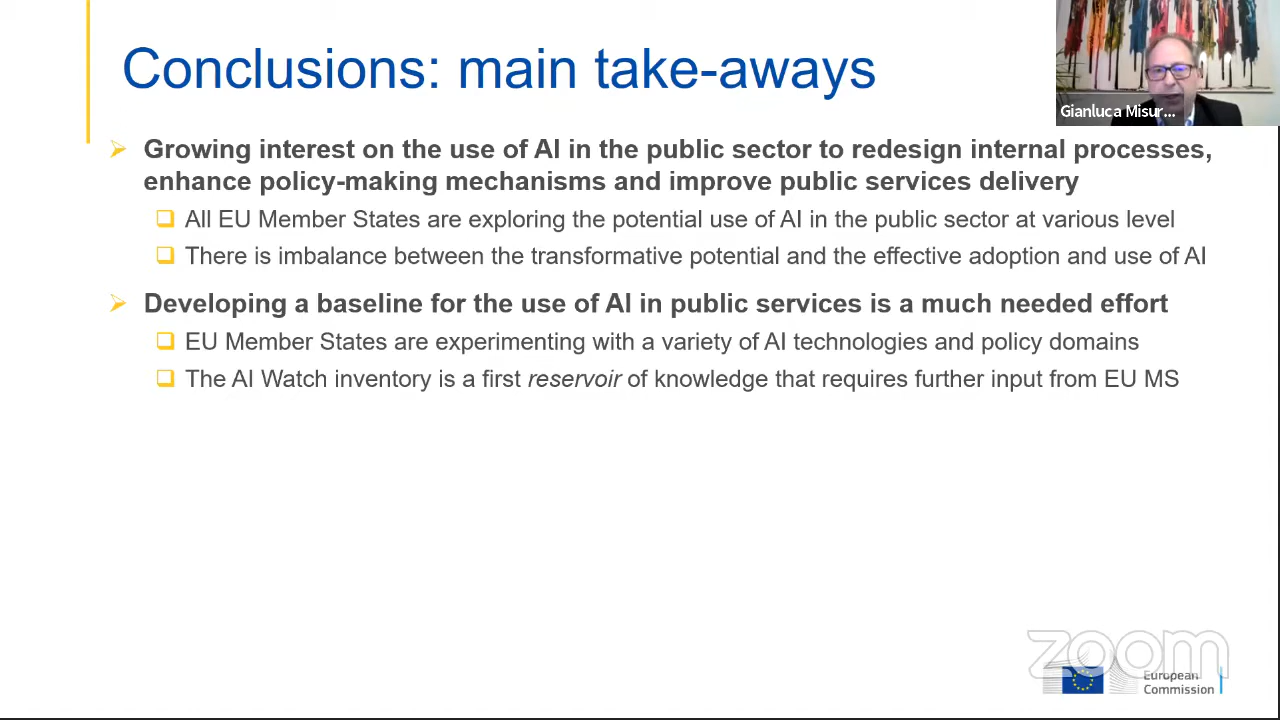 Conclusions: main take-aways
Gianluca Misur...
Growing interest on the use of AI in the public sector to redesign internal processes,
enhance policy-making mechanisms and improve public services delivery
All EU Member States are exploring the potential use of AI in the public sector at various level
There is imbalance between the transformative potential and the effective adoption and use of AI
Developing a baseline for the use of AI in public services is a much needed effort
EU Member States are experimenting with a variety of AI technologies and policy domains
The AI Watch inventory is a first reservoir of knowledge that requires further input from EU MS
zoom
European
Commission